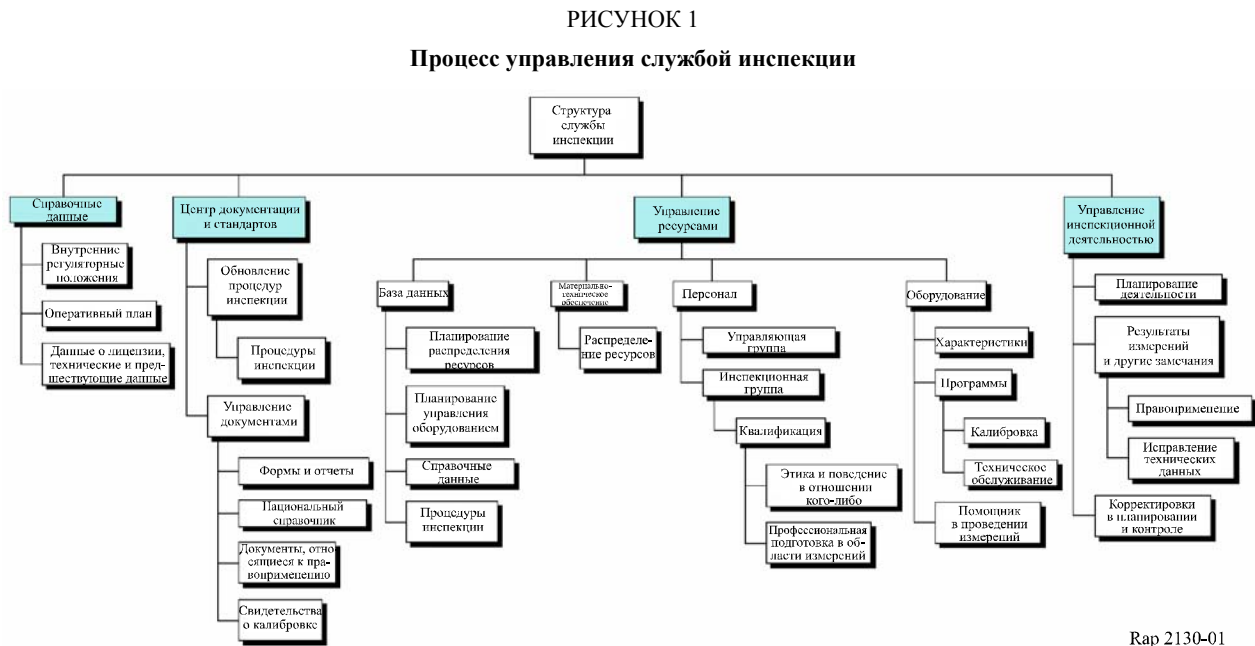 РИСУНОК 1
Процесс управления службой инспекции
Структура
службы
инспекции
Справочные
данные
Внутренние
регуляторные
положения
Оперативный план
Данные о лицензии,
технические и пред-
шествующие данные
Центр документации
и стандартов
Обновление
процедур
инспекции
Процедуры
инспекции
Управление
документами
Формы и отчеты
Национальный
справочник
Документы, отно-
сящиеся к пра-
воприменению
Свидетельства
о калибровке
Управление
ресурсами
База данных
Планирование
распределения
ресурсов
Планирование
управления
оборудованием
Справочные
данные
Процедуры
инспекции
Материально-
техническое
обеспечение
Распределе-
ние ресурсов
Персонал
Управляющая
группа
Инспекционная
группа
Квалификация
Этика и поведение
в отношении
кого-либо
Профессиональная
подготовка в об-
ласти измерений
Оборудование
Характеристики
Программы
Калибровка
Техническое
обслуживание
Помощник
в проведении
измерений
Управление
инспекционной
деятельностью
Планирование
деятельности
Результаты
измерений
и другие замечания
Правоприменение
Исправление
технических
данных
Корректировки
в планировании
и контроле
Rap 2130-01